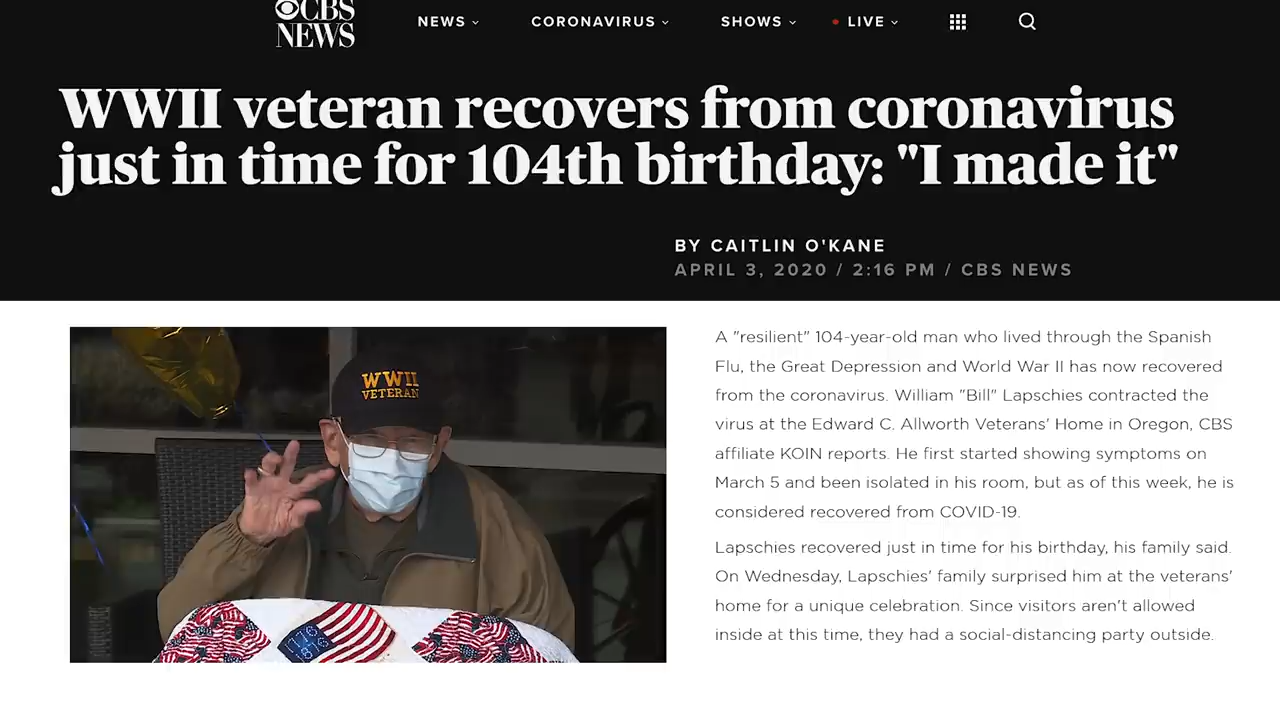 CBS
NEWS
NEWS
CORONAVIRUS
SHOWS
LIVE
WWII veteran recovers from coronavirus
just in time for 104th birthday: "I made it"
BY CAITLIN O'KANE
APRIL 3, 2020 / 2:16 PM / CBS NEWS
WWII
VETERAN
A "resilient" 104-year-old man who lived through the Spanish
Flu, the Great Depression and World War II has now recovered
from the coronavirus. William "Bill" Lapschies contracted the
virus at the Edward C. Allworth Veterans' Home in Oregon, CBS
affiliate KOIN reports. He first started showing symptoms on
March 5 and been isolated in his room, but as of this week, he is
considered recovered from COVID-19.
Lapschies recovered just in time for his birthday, his family said.
On Wednesday, Lapschies' family surprised him at the veterans'
home for a unique celebration. Since visitors aren't allowed
inside at this time, they had a social-distancing party outside.